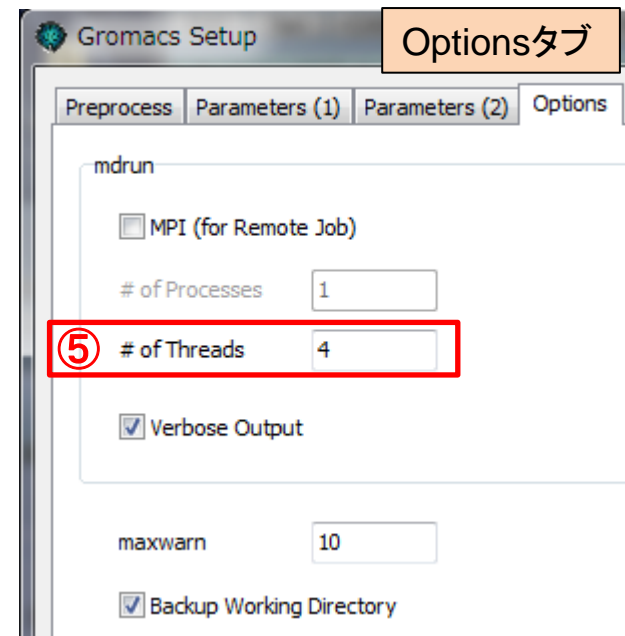 Gromacs Setup
Optionsタブ
Preprocess Parameters (1) Parameters (2) Options
mdrun
MPI (for Remote Job)
# of Processes 1
⑤ # of Threads 4
Verbose Output
maxwarn 10
Backup Working Directory